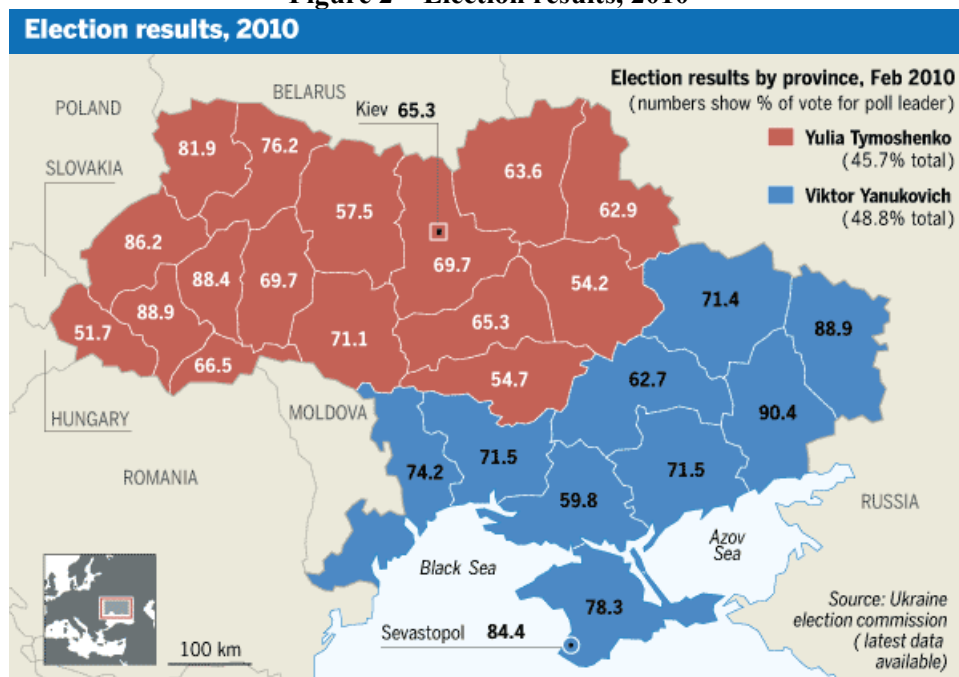 Figure 2 – Election results, 2010
Election results, 2010
Election results by province, Feb 2010
(numbers show % of vote for poll leader)
Yulia Tymoshenko
(45.7% total)
Viktor Yanukovich
(48.8% total)
POLAND
BELARUS
Kiev 65.3
SLOVAKIA
81.9
76.2
63.6
57.5
62.9
86.2
88.4
69.7
69.7
54.2
88.9
51.7
71.1
65.3
66.5
54.7
71.4
88.9
62.7
90.4
HUNGARY
MOLDOVA
ROMANIA
74.2
71.5
59.8
71.5
RUSSIA
Azov
Sea
Black Sea
78.3
Sevastopol 84.4
100 km
Source: Ukraine
election commission
( latest data
available)